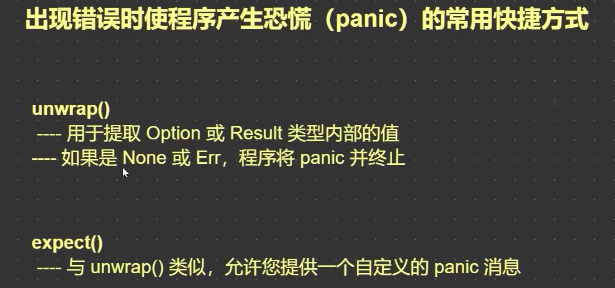 出现错误时使程序产生恐慌（panic）的常用快捷方式
unwrap()
---- 用于提取 Option 或 Result 类型内部的值
---- 如果是 None 或 Err，程序将 panic 并终止
expect()
---- 与 unwrap() 类似，允许您提供一个自定义的 panic 消息